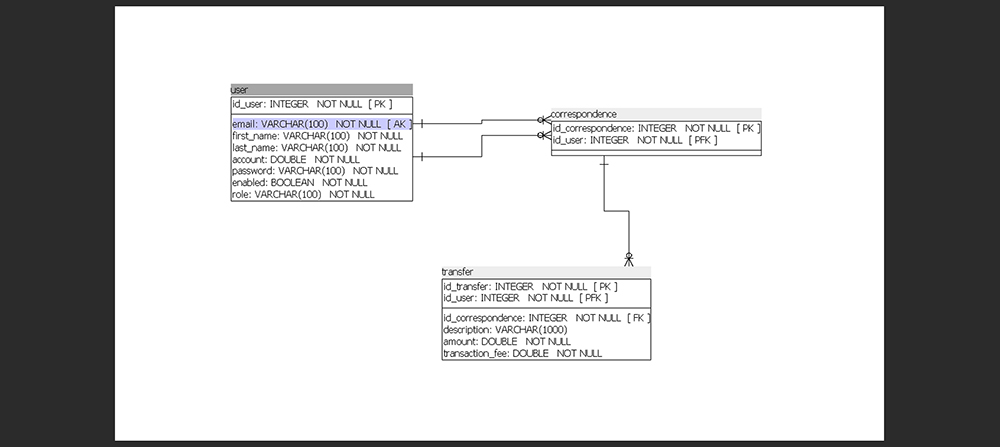 user
id_user: INTEGER NOT NULL [ PK ]
email: VARCHAR(100) NOT NULL [ AK ]
first_name: VARCHAR(100) NOT NULL
last_name: VARCHAR(100) NOT NULL
account: DOUBLE NOT NULL
password: VARCHAR(100) NOT NULL
enabled: BOOLEAN NOT NULL
role: VARCHAR(100) NOT NULL
correspondence
id_correspondence: INTEGER NOT NULL [ PK ]
id_user: INTEGER NOT NULL [ PFK ]
transfer
id_transfer: INTEGER NOT NULL [ PK ]
id_user: INTEGER NOT NULL [ PFK ]
id_correspondence: INTEGER NOT NULL [ FK ]
description: VARCHAR(1000)
amount: DOUBLE NOT NULL
transaction_fee: DOUBLE NOT NULL